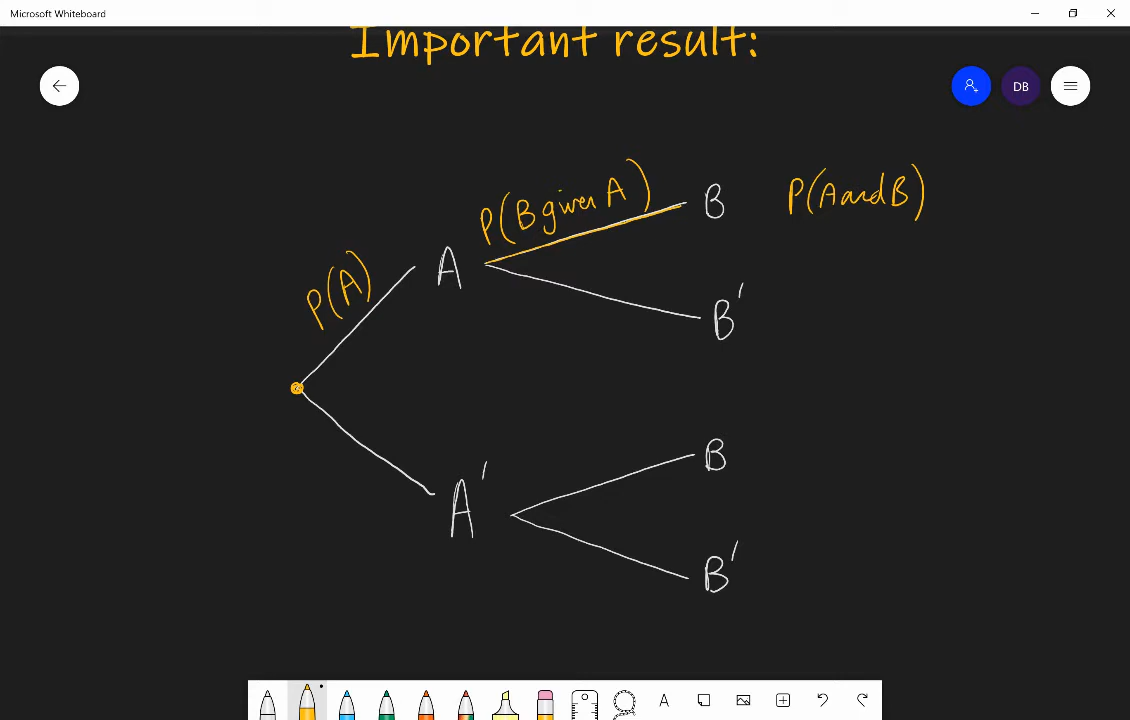 Microsoft Whiteboard
Important result:
DB
P(A)
A
P(B given A)
B
P(A and B)
B'
A'
B
B'
A